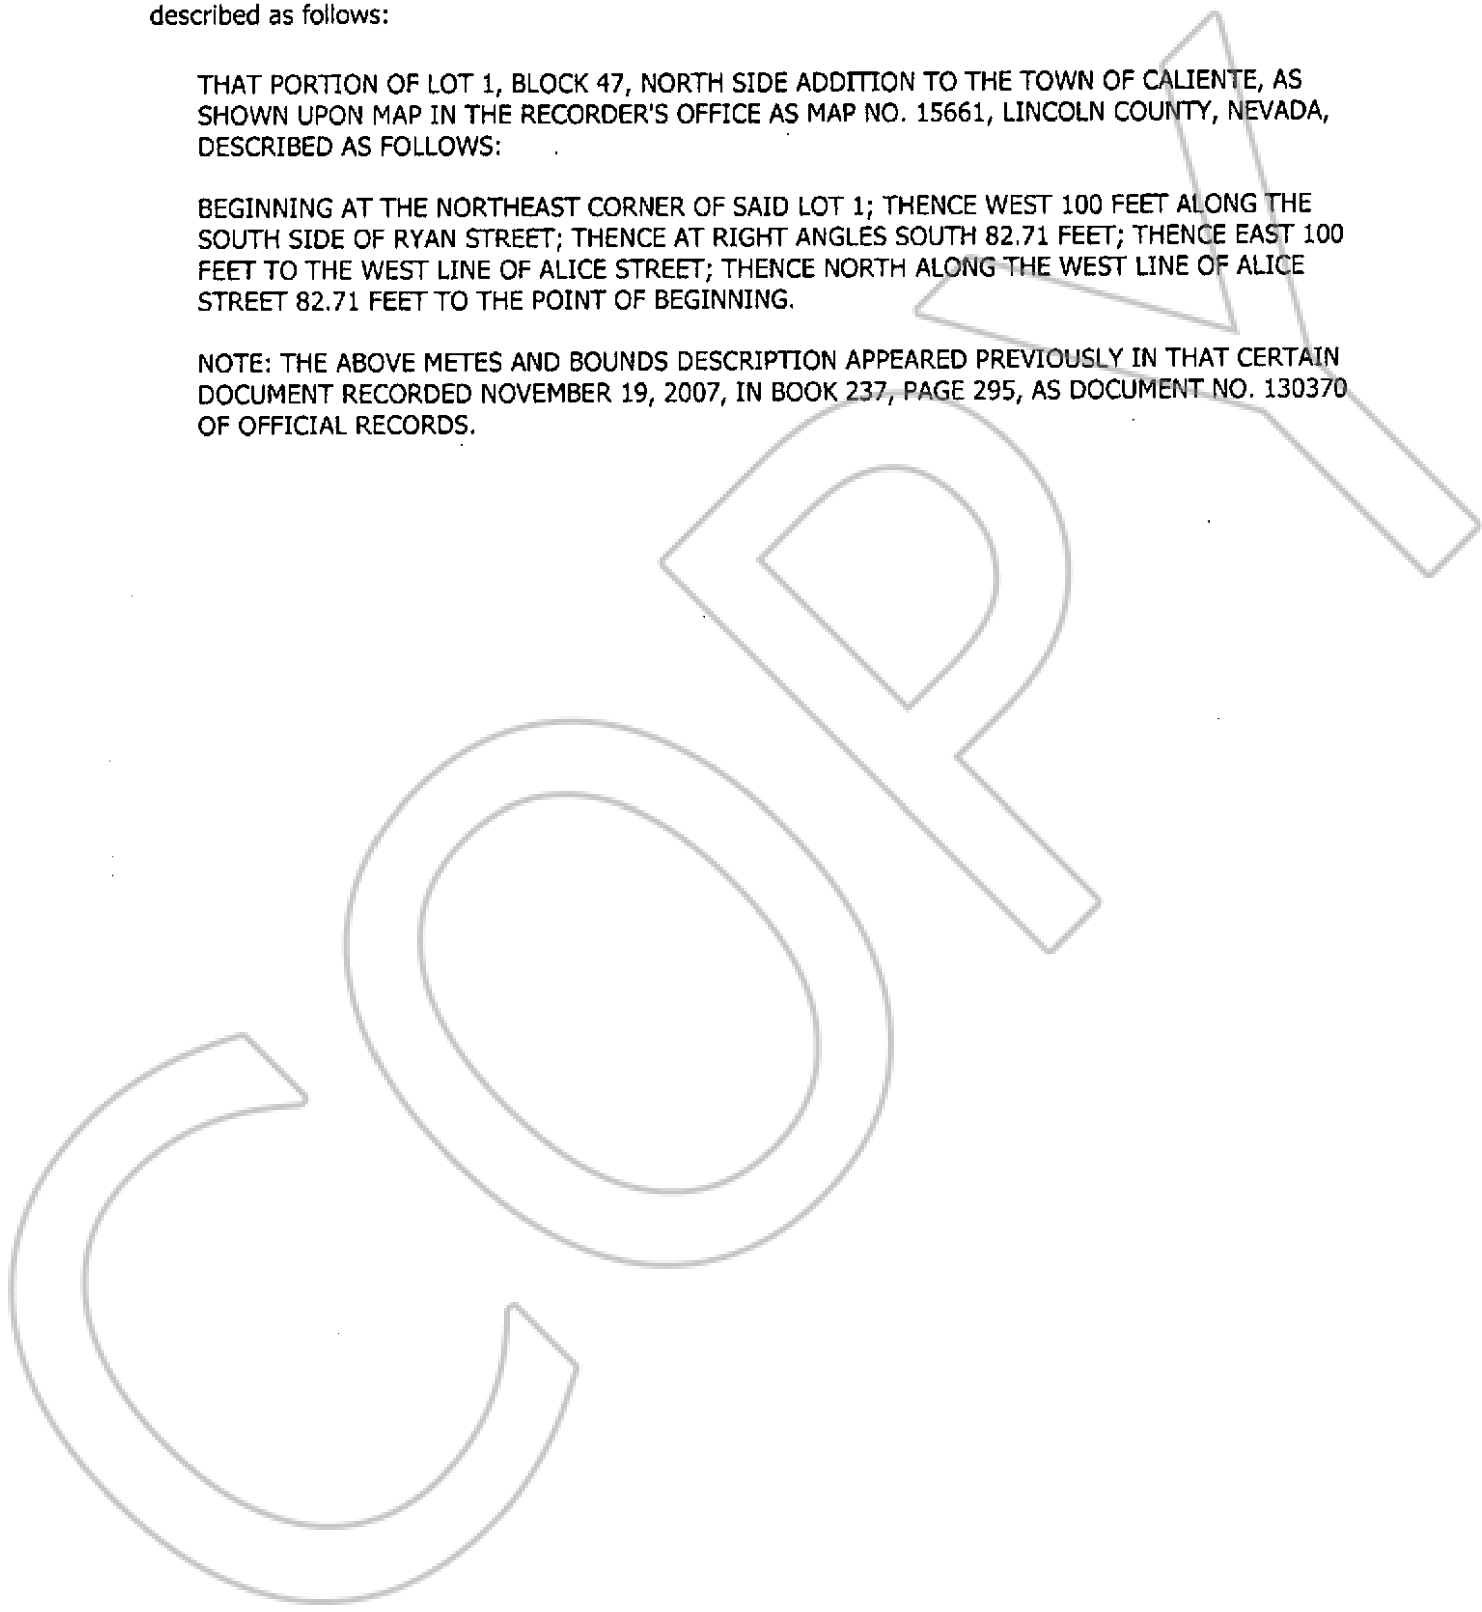 described as follows:
THAT PORTION OF LOT 1, BLOCK 47, NORTH SIDE ADDITION TO THE TOWN OF CALIENTE, AS
SHOWN UPON MAP IN THE RECORDER'S OFFICE AS MAP NO. 15661, LINCOLN COUNTY, NEVADA,
DESCRIBED AS FOLLOWS:
BEGINNING AT THE NORTHEAST CORNER OF SAID LOT 1; THENCE WEST 100 FEET ALONG THE
SOUTH SIDE OF RYAN STREET; THENCE AT RIGHT ANGLES SOUTH 82.71 FEET; THENCE EAST 100
FEET TO THE WEST LINE OF ALICE STREET; THENCE NORTH ALONG THE WEST LINE OF ALICE
STREET 82.71 FEET TO THE POINT OF BEGINNING.
NOTE: THE ABOVE METES AND BOUNDS DESCRIPTION APPEARED PREVIOUSLY IN THAT CERTAIN
DOCUMENT RECORDED NOVEMBER 19, 2007, IN BOOK 237, PAGE 295, AS DOCUMENT NO. 130370
OF OFFICIAL RECORDS.
COPY